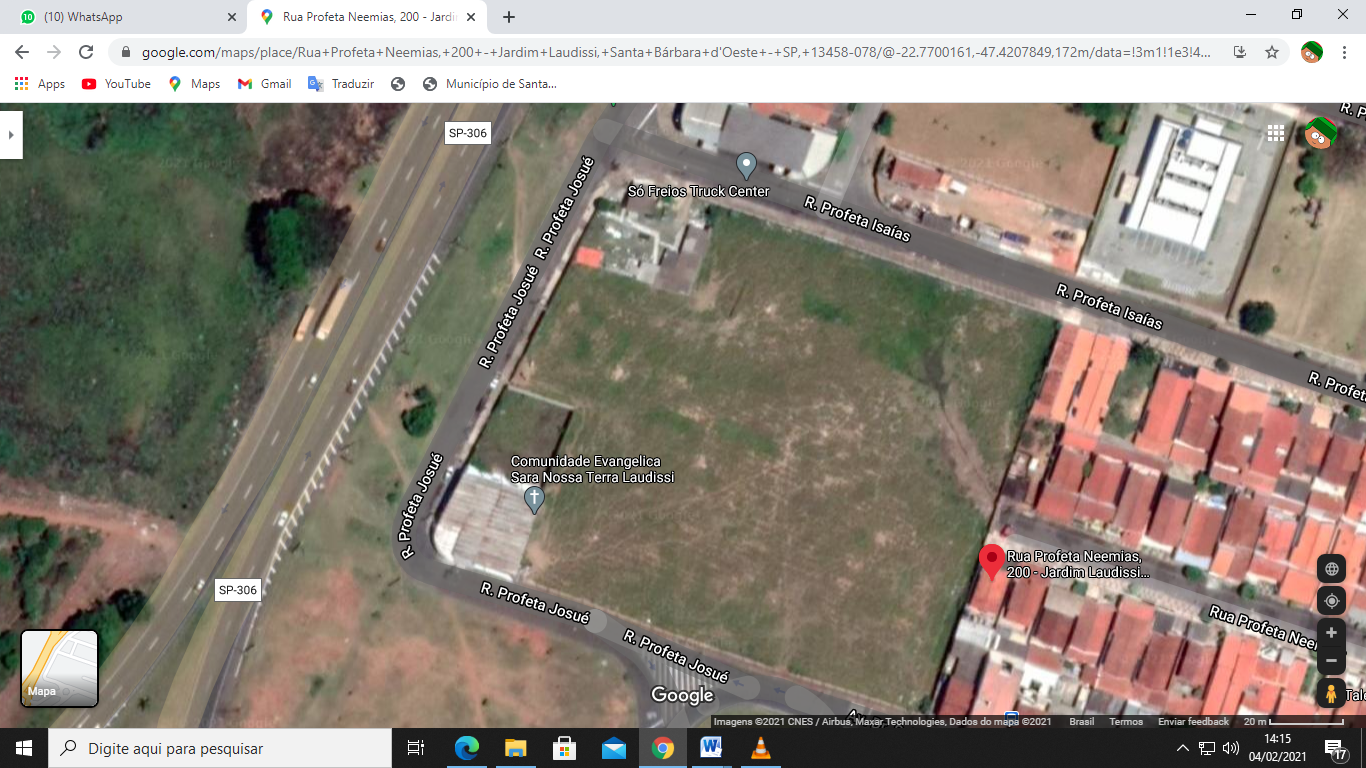 (10) WhatsApp
Rua Profeta Neemias, 200 - Jardi
google.com/maps/place/Rua+Profeta+Neemias,+200+-+Jardim+Laudissi,+Santa+Bárbara+d'Oeste+-+SP,+13458-078/@-22.7700161,-47.4207849,172m/data=!3m1!1e3!4...
Apps
YouTube
Maps
Gmail
Traduzir
Município de Santa...
SP-306
R. Profeta Josué
Só Freios Truck Center
R. Profeta Isaías
R. P
R. Profeta Josué
R. Profeta Isaías
R. Profet
Comunidade Evangelica
Sara Nossa Terra Laudissi
R. Profeta Josué
Rua Profeta Neemias,
200 - Jardim Laudissi...
SP-306
R. Profeta Josué
Rua Profeta Nee
R. Profeta Josué
Mapa
Google
Imagens ©2021 CNES / Airbus, Maxar Technologies, Dados do mapa ©2021
Brasil
Termos
Enviar feedback
20 m
Digite aqui para pesquisar
14:15
04/02/2021
17